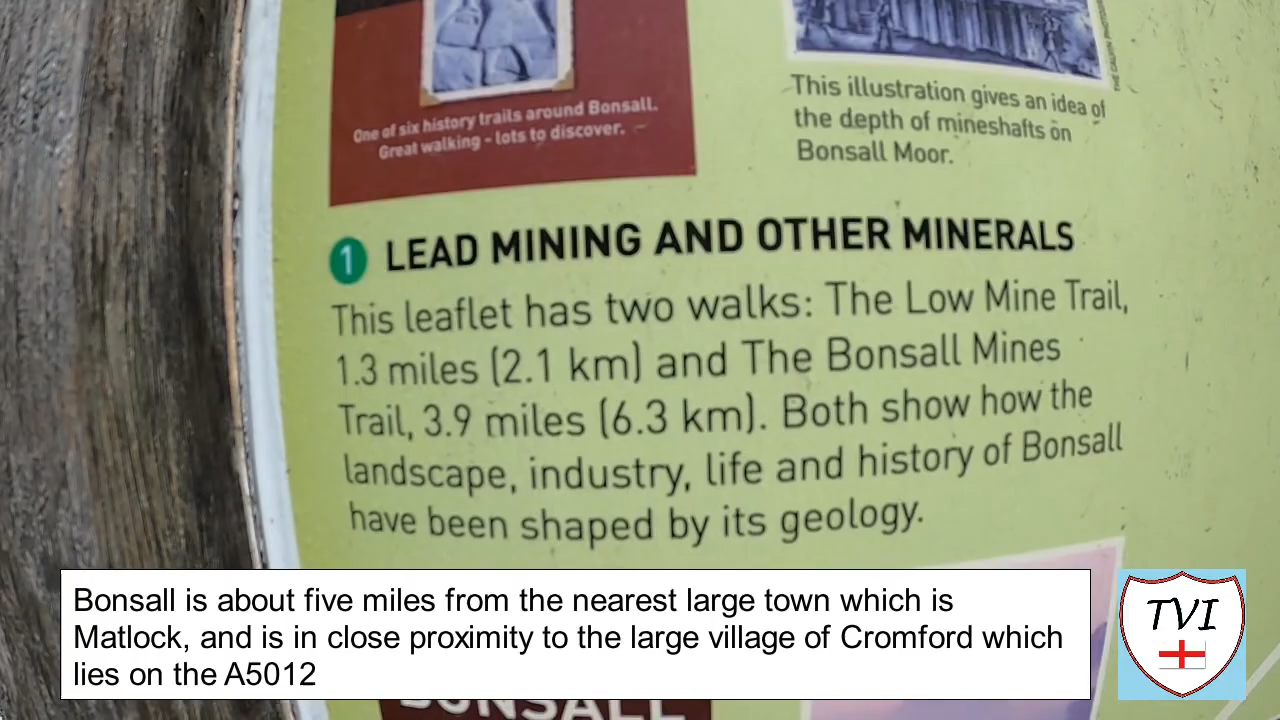 One of six history trails around Bonsall.
Great walking - lots to discover.
This illustration gives an idea of
the depth of mineshafts on
Bonsall Moor.
1 LEAD MINING AND OTHER MINERALS
This leaflet has two walks: The Low Mine Trail,
1.3 miles (2.1 km) and The Bonsall Mines
Trail, 3.9 miles (6.3 km). Both show how the
landscape, industry, life and history of Bonsall
have been shaped by its geology.
Bonsall is about five miles from the nearest large town which is
Matlock, and is in close proximity to the large village of Cromford which
lies on the A5012
TVI
BONSALL